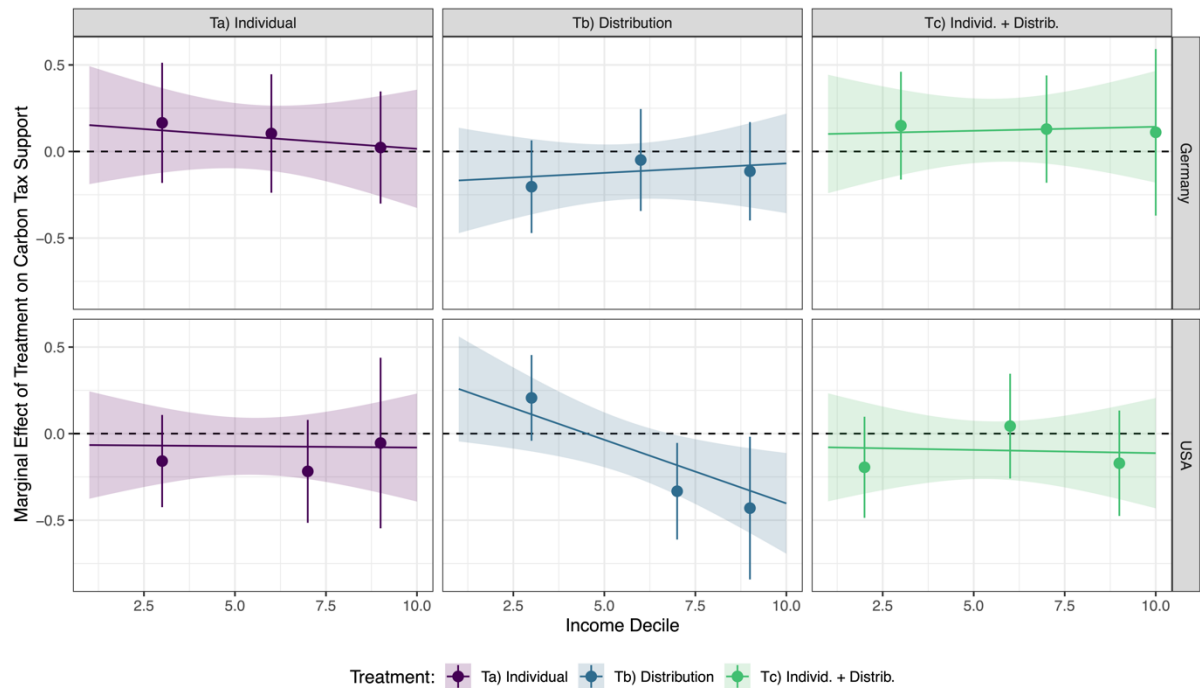 Ta) Individual
Tb) Distribution
Tc) Individ. + Distrib.
Marginal Effect of Treatment on Carbon Tax Support
0.5
0.0
−0.5
Germany
0.5
0.0
−0.5
USA
2.5 5.0 7.5 10.0
2.5 5.0 7.5 10.0
2.5 5.0 7.5 10.0
Income Decile
Treatment: Ta) Individual Tb) Distribution Tc) Individ. + Distrib.